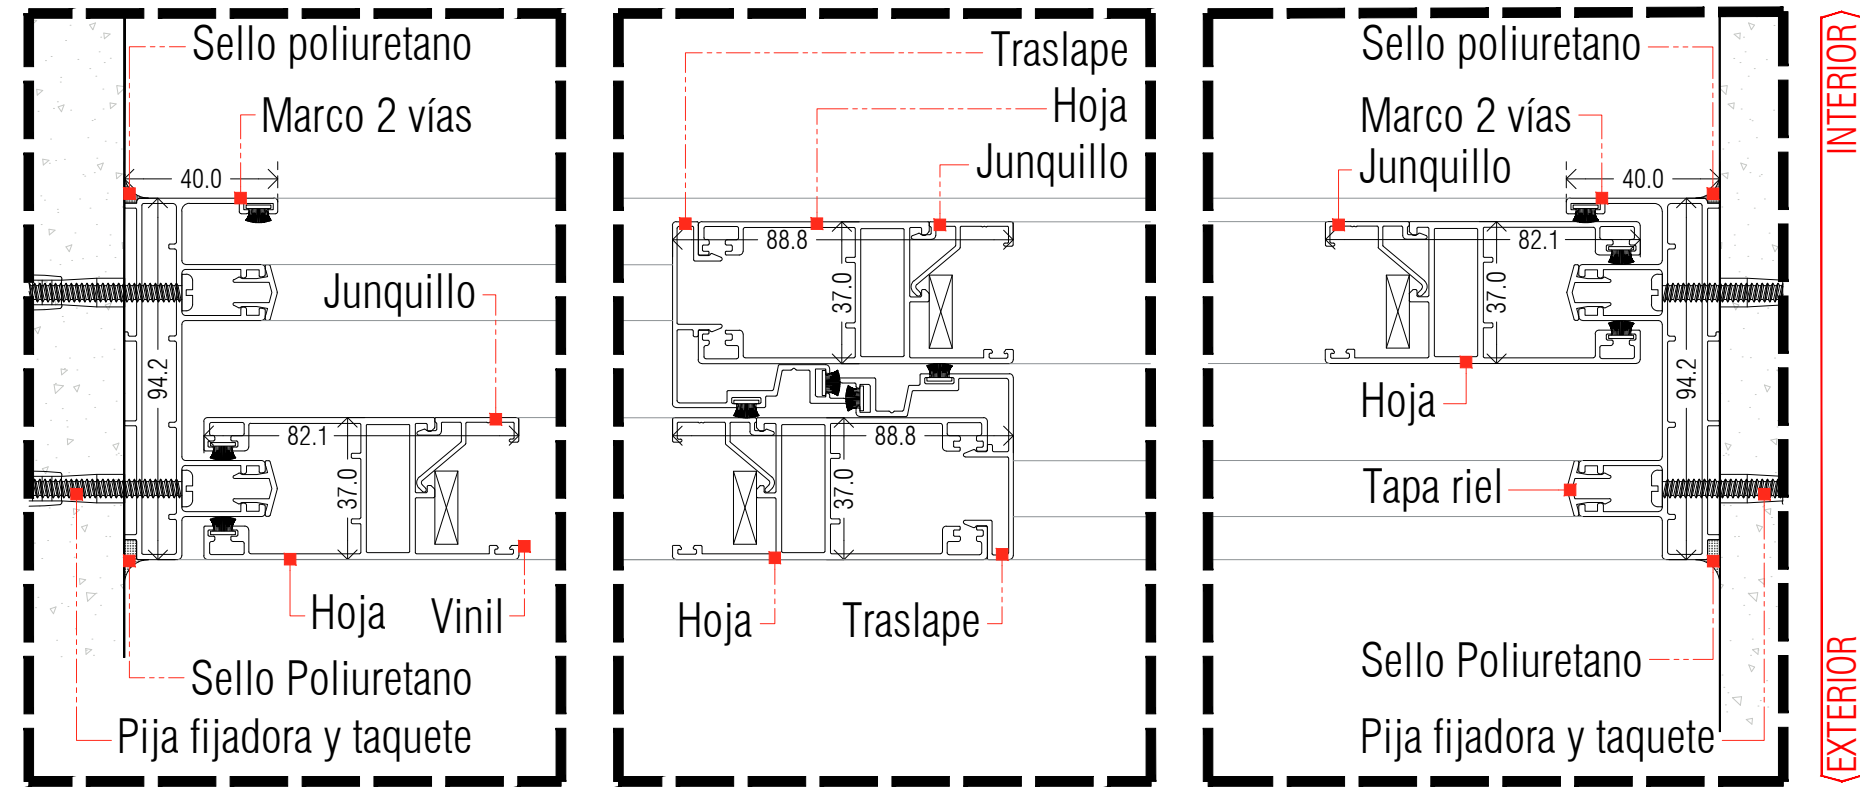 Sello poliuretano
Marco 2 vías
40.0
Junquillo
94.2
82.1
37.0
Hoja
Vinil
Sello Poliuretano
Pija fijadora y taquete
Traslape
Hoja
Junquillo
88.8
37.0
88.8
37.0
Hoja
Traslape
Sello poliuretano
Marco 2 vías
Junquillo
40.0
82.1
37.0
94.2
Hoja
Tapa riel
Sello Poliuretano
Pija fijadora y taquete
INTERIOR
EXTERIOR